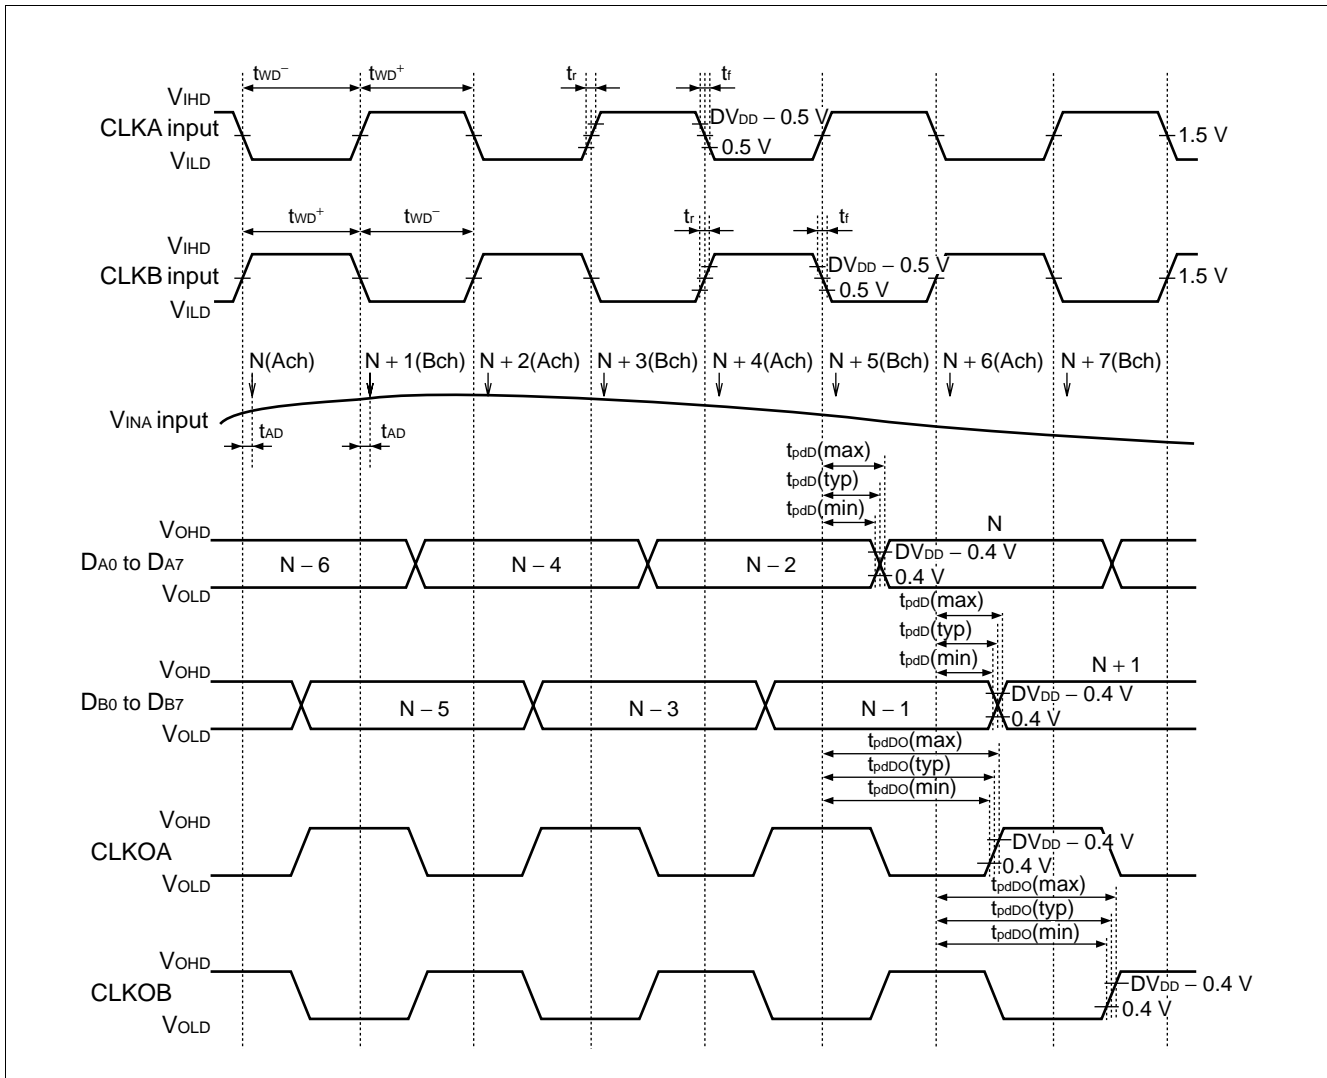 tWD− tWD+ tr tf
VIHD
CLKA input
VILD
DVDD − 0.5 V
0.5 V
1.5 V
tWD+ tWD− tr tf
VIHD
CLKB input
VILD
DVDD − 0.5 V
0.5 V
1.5 V
N(Ach) N + 1(Bch) N + 2(Ach) N + 3(Bch) N + 4(Ach) N + 5(Bch) N + 6(Ach) N + 7(Bch)
VINA input
tAD tAD
tpdD(max)
tpdD(typ)
tpdD(min)
VOHD
DA0 to DA7
VOLD
N − 6 N − 4 N − 2 N
DVDD − 0.4 V
0.4 V
tpdD(max)
tpdD(typ)
tpdD(min)
VOHD
DB0 to DB7
VOLD
N − 5 N − 3 N − 1 N + 1
DVDD − 0.4 V
0.4 V
tpdDO(max)
tpdDO(typ)
tpdDO(min)
VOHD
CLKOA
VOLD
DVDD − 0.4 V
0.4 V
tpdDO(max)
tpdDO(typ)
tpdDO(min)
VOHD
CLKOB
VOLD
DVDD − 0.4 V
0.4 V